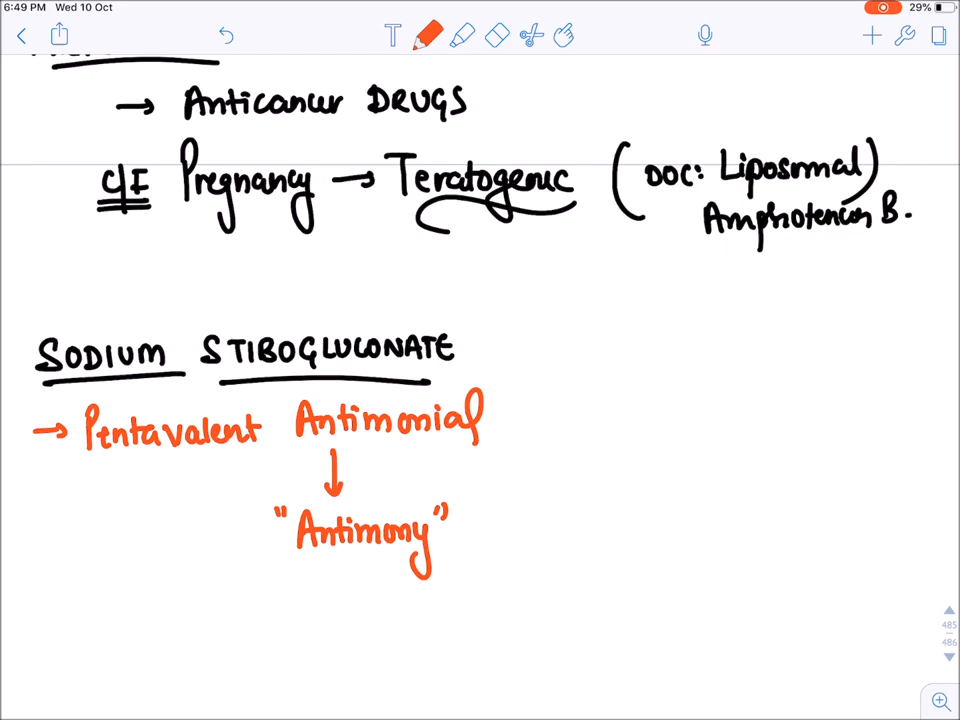 6:49 PM Wed 10 Oct
29%
→ Anticancer DRUGS
C/I Pregnancy → Teratogenic (DOC: Liposomal)
Amphotericin B.
SODIUM STIBOGLUCONATE
→ Pentavalent Antimonial
↓
"Antimony"
485
486